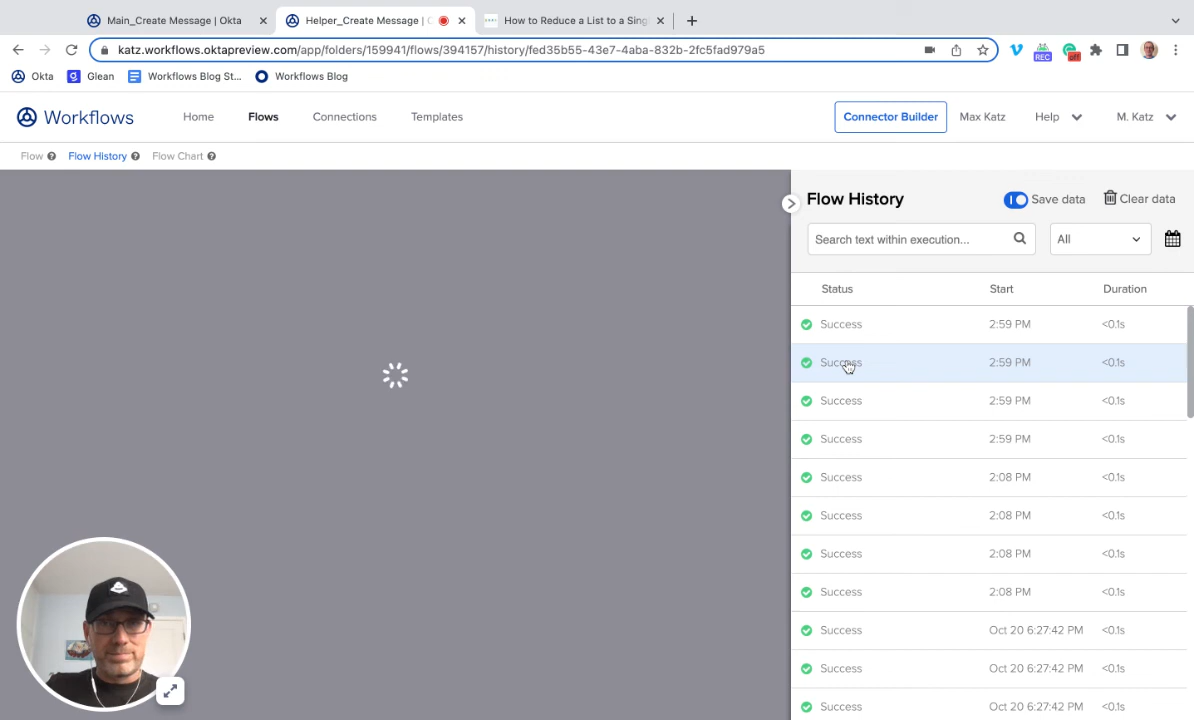 Main_Create Message | Okta
Helper_Create Message | O
How to Reduce a List to a Sing
katz.workflows.oktapreview.com/app/folders/159941/flows/394157/history/fed35b55-43e7-4aba-832b-2fc5fad979a5
REC
off
Okta
Glean
Workflows Blog St...
Workflows Blog
Workflows
Home
Flows
Connections
Templates
Connector Builder
Max Katz
Help
M. Katz
Flow
Flow History
Flow Chart
Flow History
Save data
Clear data
Search text within execution...
All
Status Start Duration
Success 2:59 PM <0.1s
Success 2:59 PM <0.1s
Success 2:59 PM <0.1s
Success 2:59 PM <0.1s
Success 2:08 PM <0.1s
Success 2:08 PM <0.1s
Success 2:08 PM <0.1s
Success 2:08 PM <0.1s
Success Oct 20 6:27:42 PM <0.1s
Success Oct 20 6:27:42 PM <0.1s
Success Oct 20 6:27:42 PM <0.1s